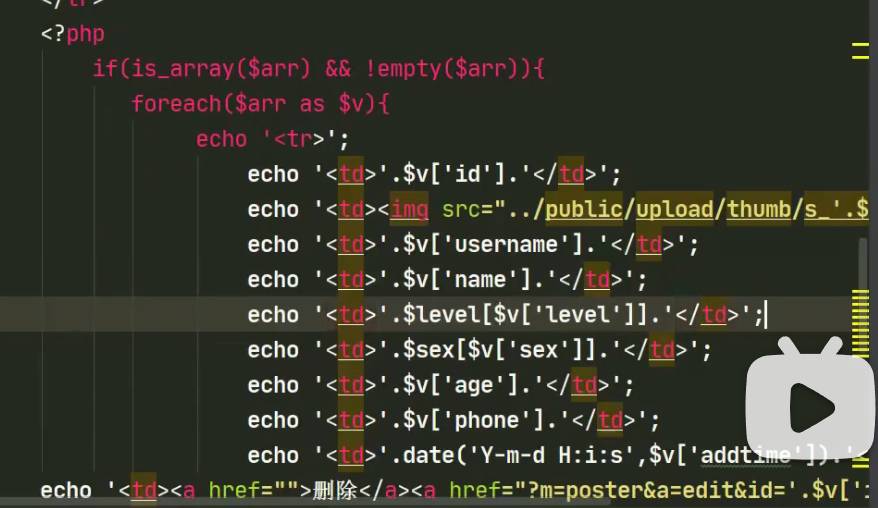 </tr>
<?php
if(is_array($arr) && !empty($arr)){
foreach($arr as $v){
echo '<tr>';
echo '<td>'.$v['id'].'</td>';
echo '<td><img src="../public/upload/thumb/s_'.$
echo '<td>'.$v['username'].'</td>';
echo '<td>'.$v['name'].'</td>';
echo '<td>'.$level[$v['level']].'</td>';
echo '<td>'.$sex[$v['sex']].'</td>';
echo '<td>'.$v['age'].'</td>';
echo '<td>'.$v['phone'].'</td>';
echo '<td>'.date('Y-m-d H:i:s',$v['addtime']).'
echo '<td><a href="">删除</a><a href="?m=poster&a=edit&id='.$v['i